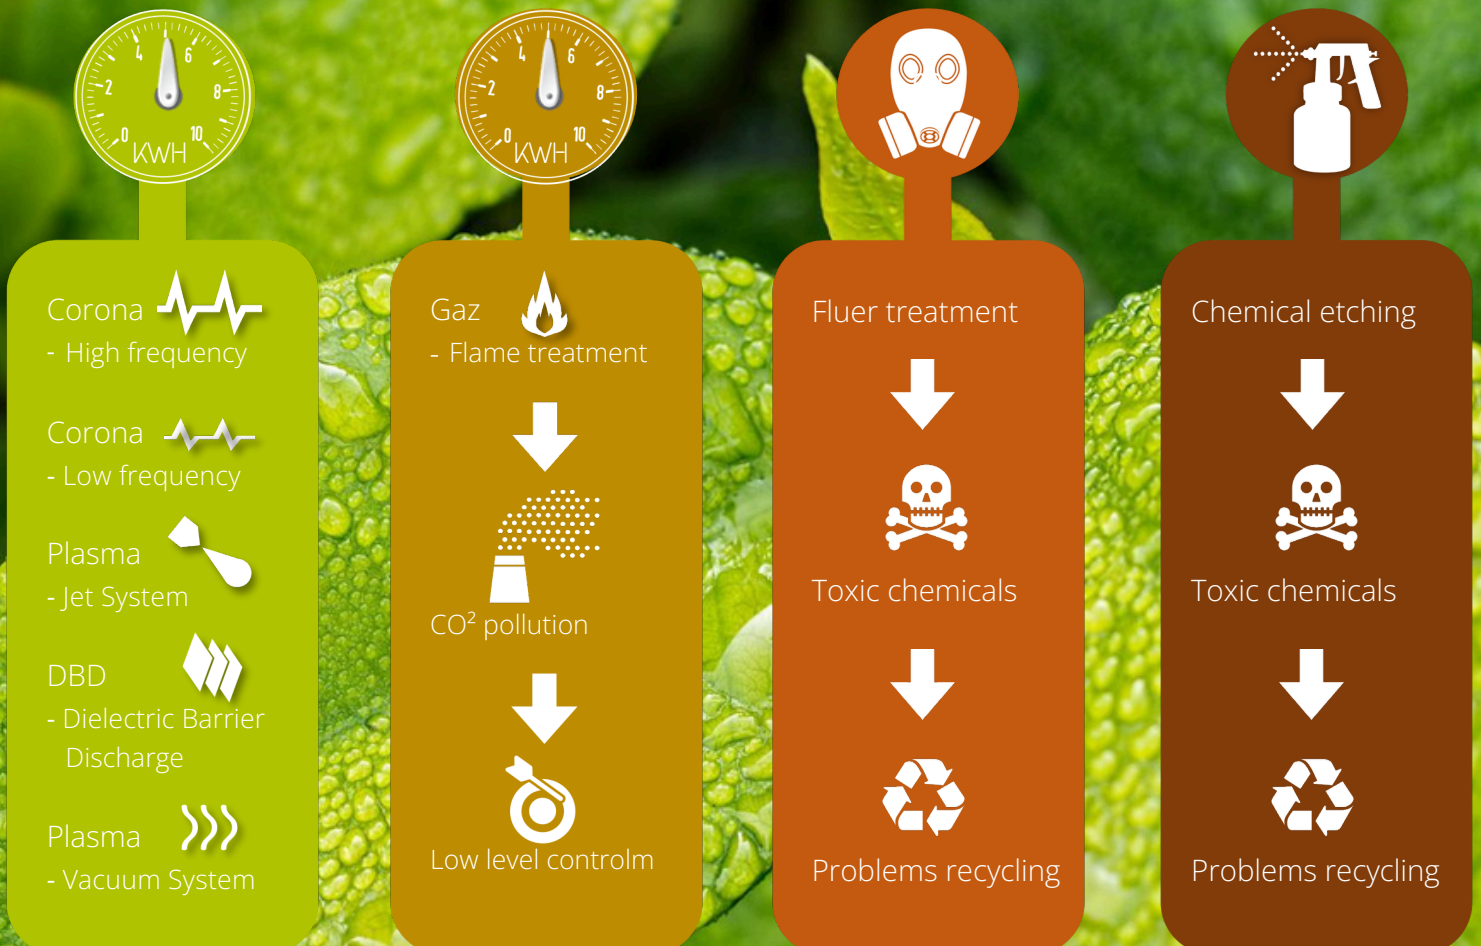 0
2
4
6
8
10
KWH
Corona
- High frequency
Corona
- Low frequency
Plasma
- Jet System
DBD
- Dielectric Barrier
Discharge
Plasma
- Vacuum System
0
2
4
6
8
10
KWH
Gaz
- Flame treatment
CO² pollution
Low level controlm
Fluer treatment
Toxic chemicals
Problems recycling
Chemical etching
Toxic chemicals
Problems recycling